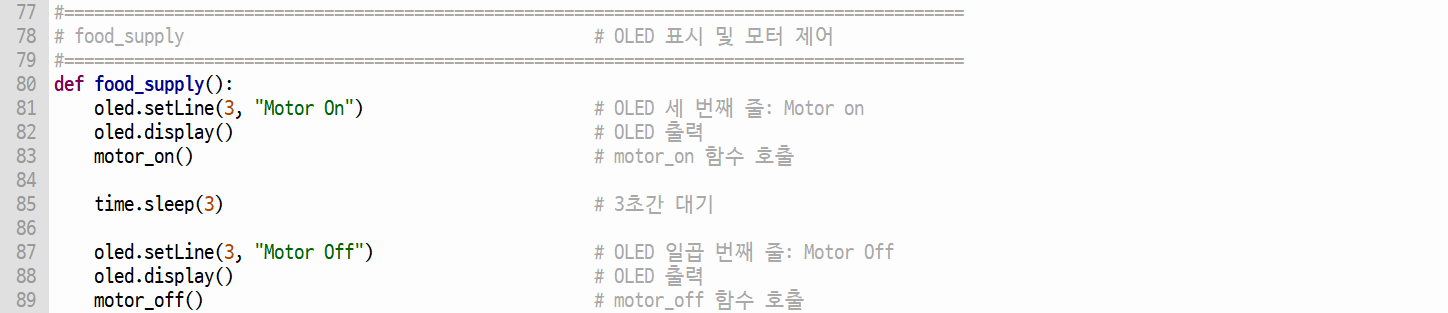 77 #==========================================================================================
78 # food_supply                                         # OLED 표시 및 모터 제어
79 #==========================================================================================
80 def food_supply():
81     oled.setLine(3, "Motor On")                       # OLED 세 번째 줄: Motor on
82     oled.display()                                    # OLED 출력
83     motor_on()                                        # motor_on 함수 호출
84
85     time.sleep(3)                                     # 3초간 대기
86
87     oled.setLine(3, "Motor Off")                      # OLED 일곱 번째 줄: Motor Off
88     oled.display()                                    # OLED 출력
89     motor_off()                                       # motor_off 함수 호출